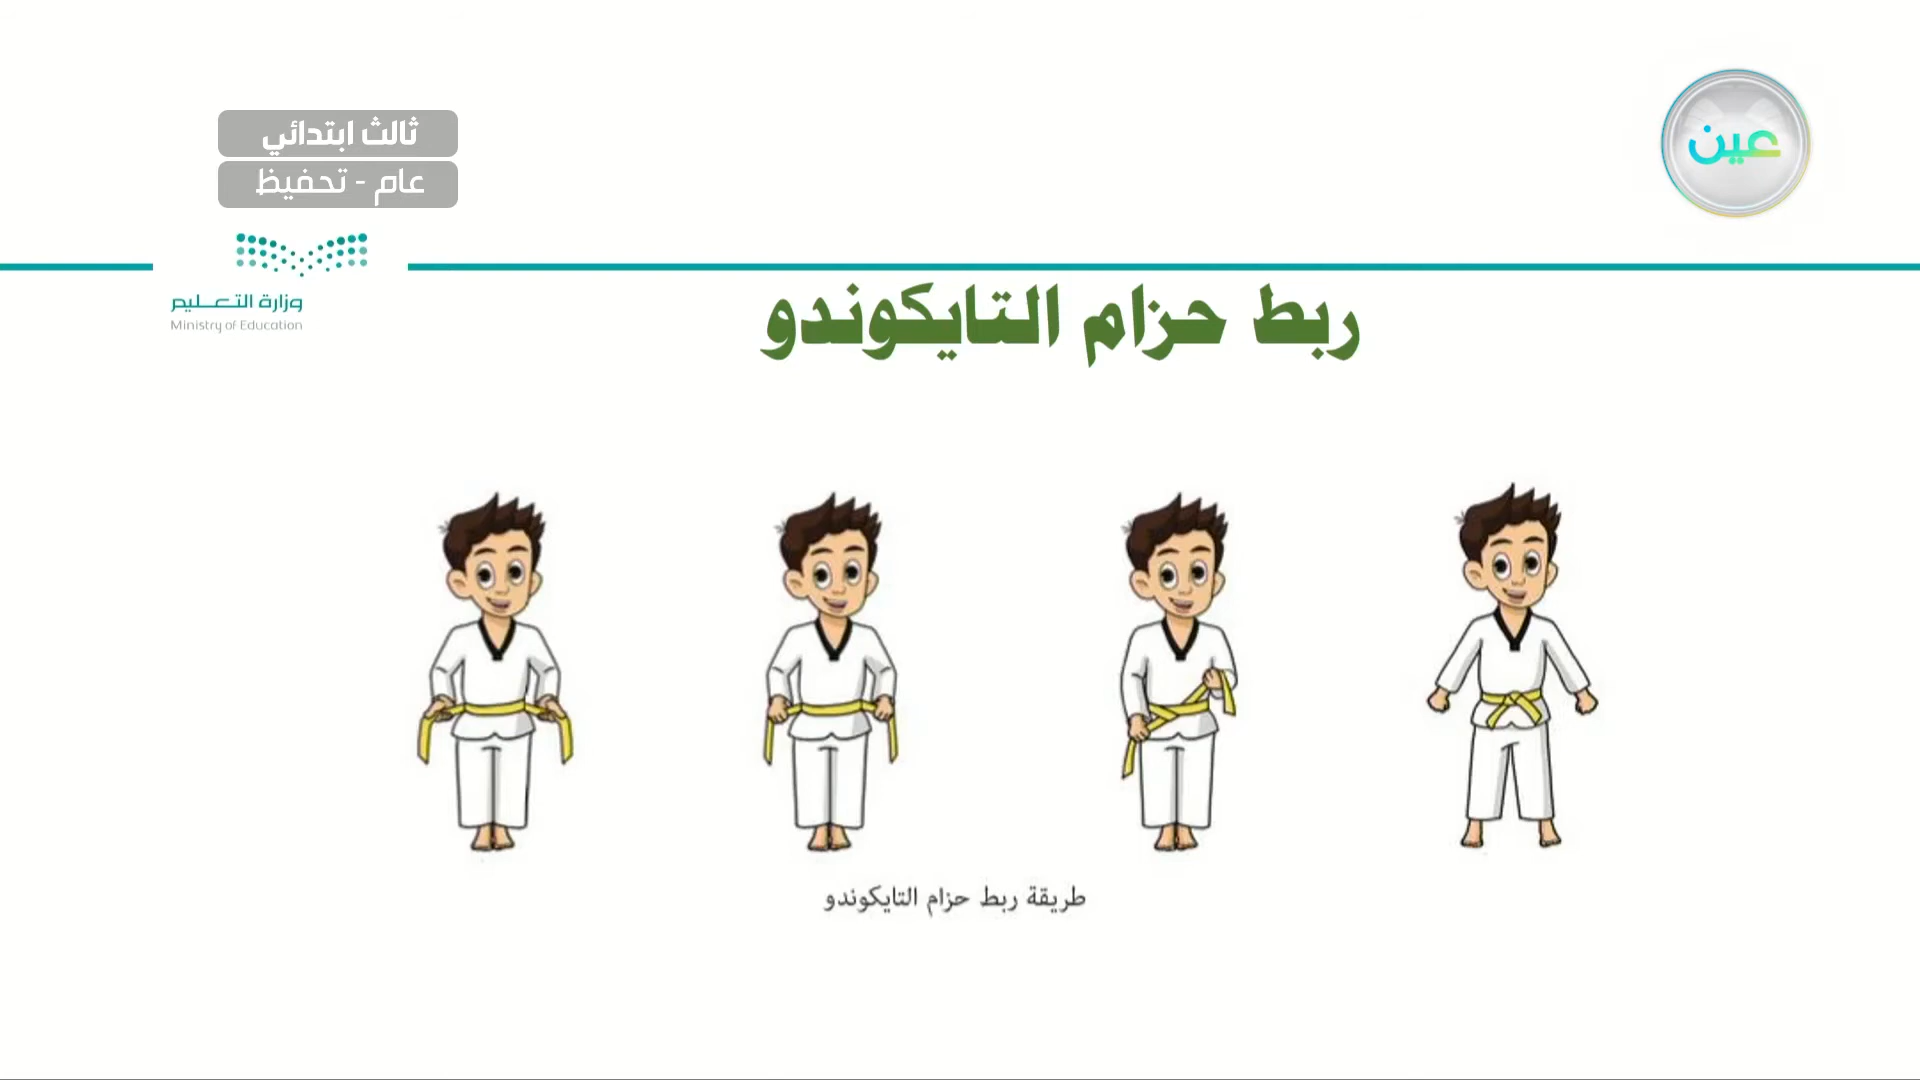 ثالث ابتدائي
عام - تحفيظ
عين
وزارة التعليم
Ministry of Education
ربط حزام التايكوندو
طريقة ربط حزام التايكوندو